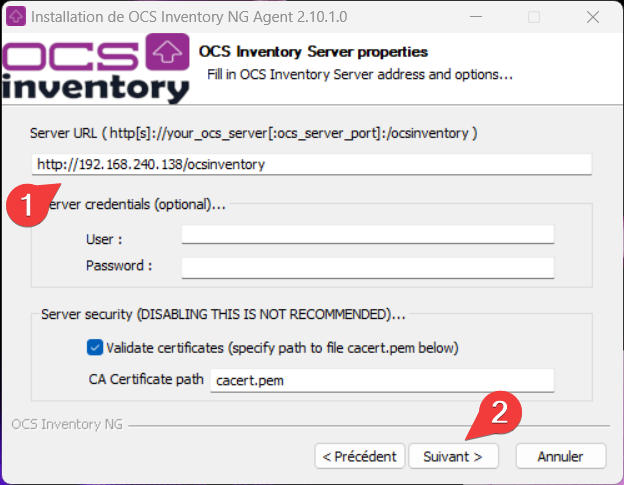 Installation de OCS Inventory NG Agent 2.10.1.0
OCS
inventory
OCS Inventory Server properties
Fill in OCS Inventory Server address and options...
Server URL ( http[s]://your_ocs_server[:ocs_server_port]:/ocsinventory )
http://192.168.240.138/ocsinventory
1
erver credentials (optional)...
User :
Password :
Server security (DISABLING THIS IS NOT RECOMMENDED)...
Validate certificates (specify path to file cacert.pem below)
CA Certificate path cacert.pem
2
OCS Inventory NG
< Précédent Suivant > Annuler